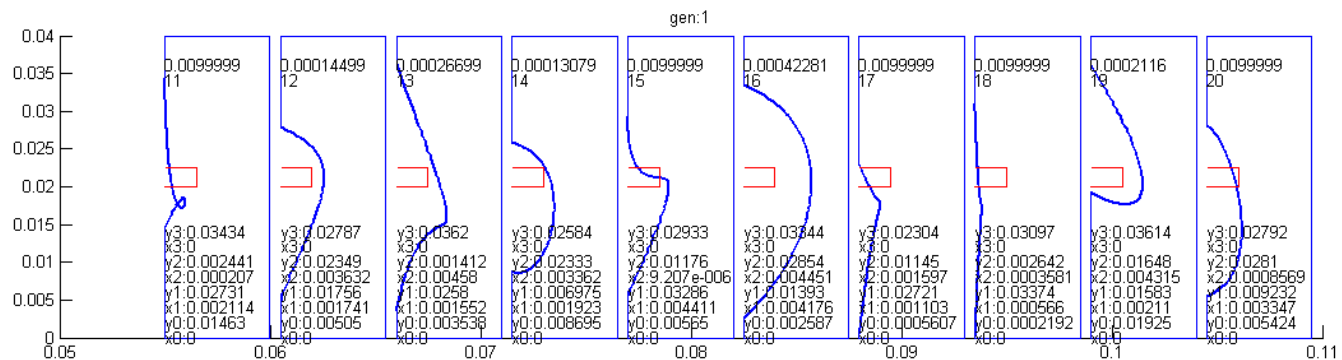 gen:1
0.04
0.035
0.03
0.025
0.02
0.015
0.01
0.005
0
0.0099999
11
y3:0.03434
x3:0
y2:0.002441
x2:0.000207
y1:0.02731
x1:0.002114
y0:0.01463
x0:0
0.00014499
12
y3:0.02787
x3:0
y2:0.02349
x2:0.003632
y1:0.01756
x1:0.001741
y0:0.00505
x0:0
0.00026699
13
y3:0.0362
x3:0
y2:0.001412
x2:0.00458
y1:0.0258
x1:0.001552
y0:0.003538
x0:0
0.00013079
14
y3:0.02584
x3:0
y2:0.02333
x2:0.003362
y1:0.006975
x1:0.001923
y0:0.008695
x0:0
0.0099999
15
y3:0.02933
x3:0
y2:0.01176
x2:9.207e-006
y1:0.03286
x1:0.004411
y0:0.00565
x0:0
0.00042281
16
y3:0.03344
x3:0
y2:0.02854
x2:0.004451
y1:0.01393
x1:0.004176
y0:0.002587
x0:0
0.0099999
17
y3:0.02304
x3:0
y2:0.01145
x2:0.001597
y1:0.02721
x1:0.001103
y0:0.0005607
x0:0
0.0099999
18
y3:0.03097
x3:0
y2:0.002642
x2:0.0003581
y1:0.03374
x1:0.000566
y0:0.0002192
x0:0
0.0002116
19
y3:0.03614
x3:0
y2:0.01648
x2:0.004315
y1:0.01583
x1:0.00211
y0:0.01925
x0:0
0.0099999
20
y3:0.02792
x3:0
y2:0.0281
x2:0.0008569
y1:0.009232
x1:0.003347
y0:0.005424
x0:0
0.05 0.06 0.07 0.08 0.09 0.1 0.11